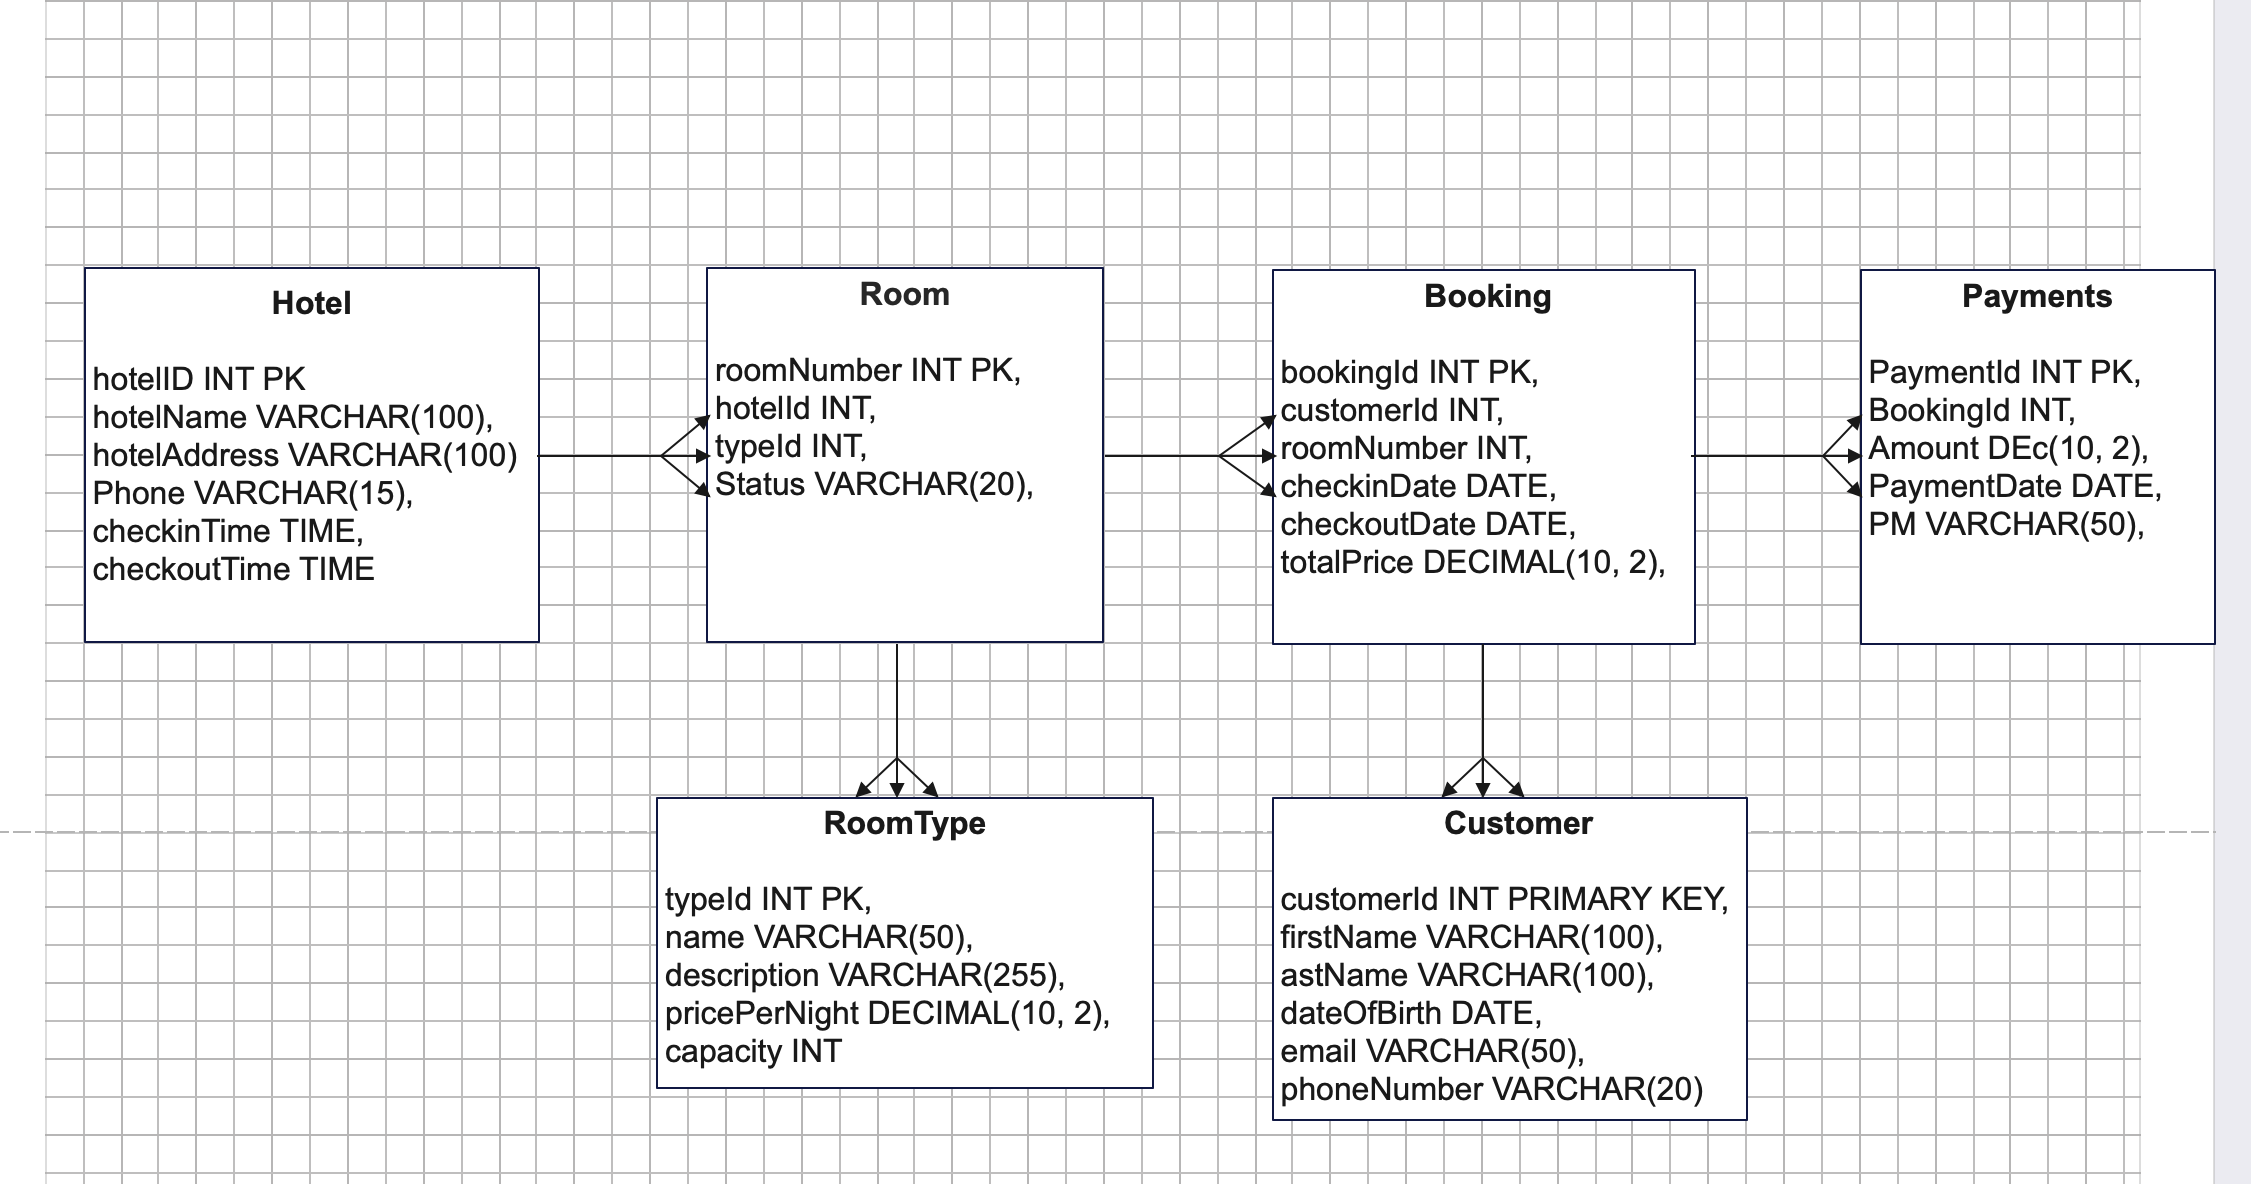 Hotel
hotelID INT PK
hotelName VARCHAR(100),
hotelAddress VARCHAR(100)
Phone VARCHAR(15),
checkinTime TIME,
checkoutTime TIME
Room
roomNumber INT PK,
hotelId INT,
typeId INT,
Status VARCHAR(20),
Booking
bookingId INT PK,
customerId INT,
roomNumber INT,
checkinDate DATE,
checkoutDate DATE,
totalPrice DECIMAL(10, 2),
Payments
PaymentId INT PK,
BookingId INT,
Amount DEc(10, 2),
PaymentDate DATE,
PM VARCHAR(50),
RoomType
typeId INT PK,
name VARCHAR(50),
description VARCHAR(255),
pricePerNight DECIMAL(10, 2),
capacity INT
Customer
customerId INT PRIMARY KEY,
firstName VARCHAR(100),
astName VARCHAR(100),
dateOfBirth DATE,
email VARCHAR(50),
phoneNumber VARCHAR(20)